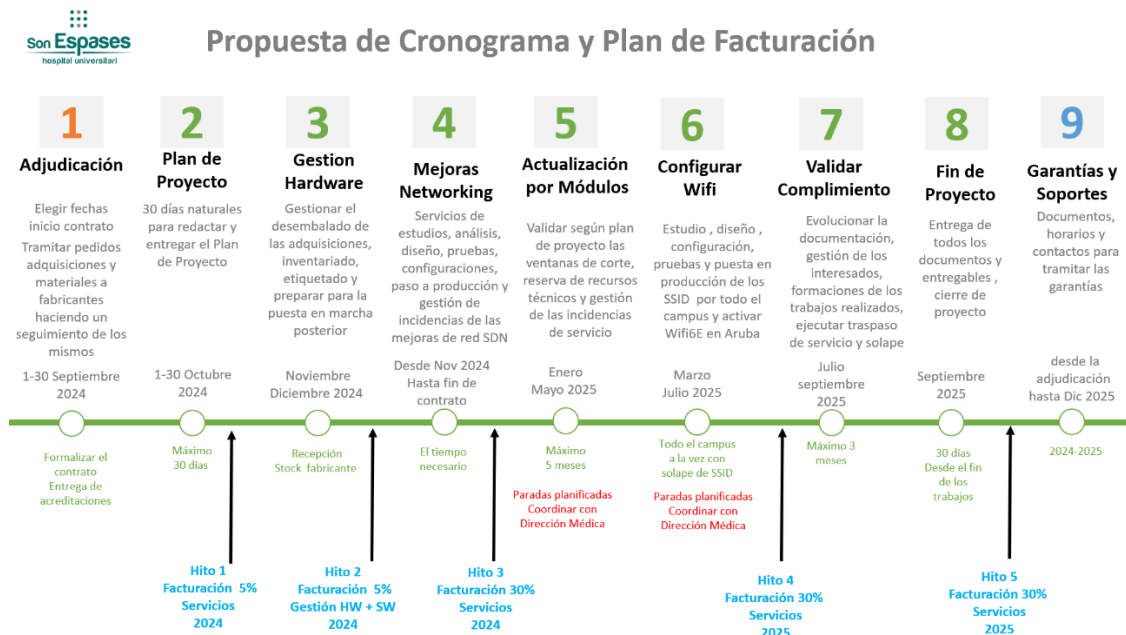 Son Espases
hospital universitari
Propuesta de Cronograma y Plan de Facturación
1
Adjudicación
Elegir fechas
inicio contrato
Tramitar pedidos
adquisiciones y
materiales a
fabricantes
haciendo un
seguimiento de los
mismos
1-30 Septiembre
2024
Formalizar el
contrato
Entrega de
acreditaciones
2
Plan de
Proyecto
30 días naturales
para redactar y
entregar el Plan
de Proyecto
1-30 Octubre
2024
Máximo
30 días
3
Gestion
Hardware
Gestionar el
desembalado de
las adquisiciones,
inventariado,
etiquetado y
preparar para la
puesta en marcha
posterior
Noviembre
Diciembre 2024
Recepción
Stock fabricante
4
Mejoras
Networking
Servicios de
estudios, análisis,
diseño, pruebas,
configuraciones,
paso a producción y
gestión de
incidencias de las
mejoras de red SDN
Desde Nov 2024
Hasta fin de
contrato
El tiempo
necesario
5
Actualización
por Módulos
Validar según plan
de proyecto las
ventanas de corte,
reserva de recursos
técnicos y gestión
de las incidencias
de servicio
Enero
Mayo 2025
Máximo
5 meses
Paradas planificadas
Coordinar con
Dirección Médica
6
Configurar
Wifi
Estudio , diseño ,
configuración,
pruebas y puesta en
producción de los
SSID por todo el
campus y activar
Wifi6E en Aruba
Marzo
Julio 2025
Todo el campus
a la vez con
solape de SSID
Paradas planificadas
Coordinar con
Dirección Médica
7
Validar
Complimiento
Evolucionar la
documentación,
gestión de los
interesados,
formaciones de los
trabajos realizados,
ejecutar traspaso
de servicio y solape
Julio
septiembre
2025
Máximo 3
meses
8
Fin de
Proyecto
Entrega de
todos los
documentos y
entregables ,
cierre de
proyecto
Septiembre
2025
30 días
Desde el fin
de los
trabajos
9
Garantías y
Soportes
Documentos,
horarios y
contactos para
tramitar las
garantías
desde la
adjudicación
hasta Dic 2025
2024-2025
Hito 1
Facturación 5%
Servicios
2024
Hito 2
Facturación 5%
Gestión HW + SW
2024
Hito 3
Facturación 30%
Servicios
2024
Hito 4
Facturación 30%
Servicios
2025
Hito 5
Facturación 30%
Servicios
2025